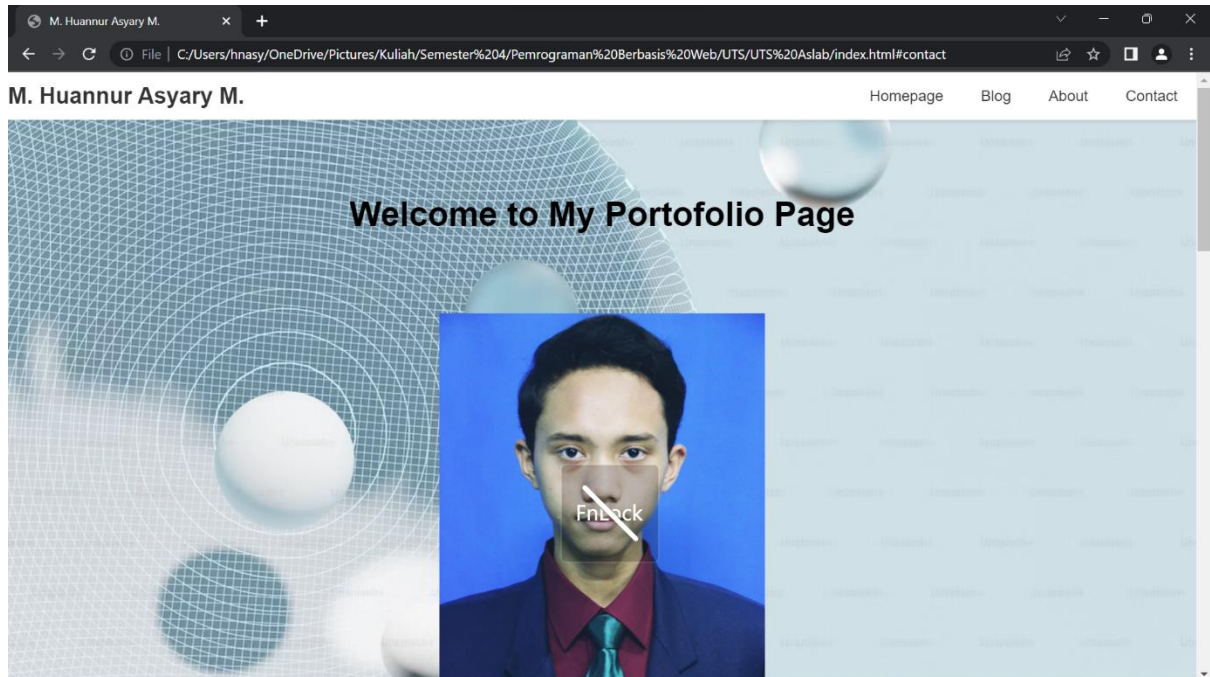 M. Huannur Asyary M.
File | C:/Users/hnasy/OneDrive/Pictures/Kuliah/Semester%204/Pemrograman%20Berbasis%20Web/UTS/UTS%20Aslab/index.html#contact
M. Huannur Asyary M. Homepage Blog About Contact
Welcome to My Portofolio Page
FnLock